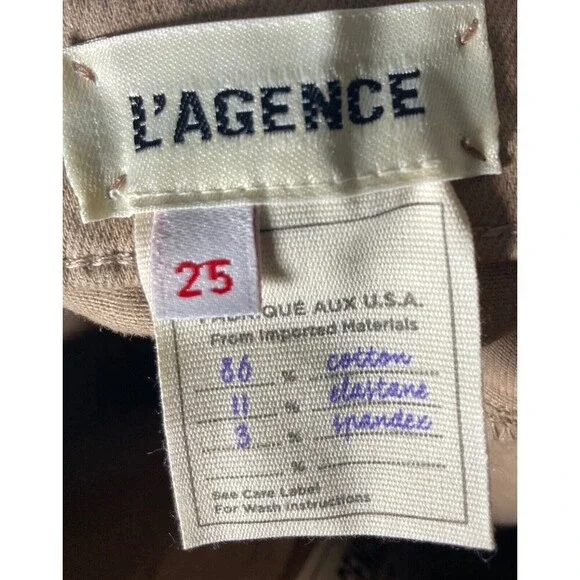 L'AGENCE
25
FABRIQUÉ AUX U.S.A.
From Imported Materials
86 % cotton
11 % elastane
3 % spandex
%
See Care Label
For Wash Instructions